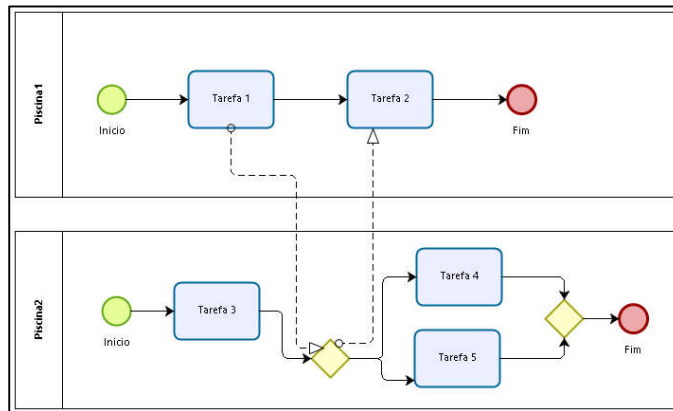 Piscina1
Inicio
Tarefa 1
Tarefa 2
Fim
Piscina2
Inicio
Tarefa 3
Tarefa 4
Tarefa 5
Fim